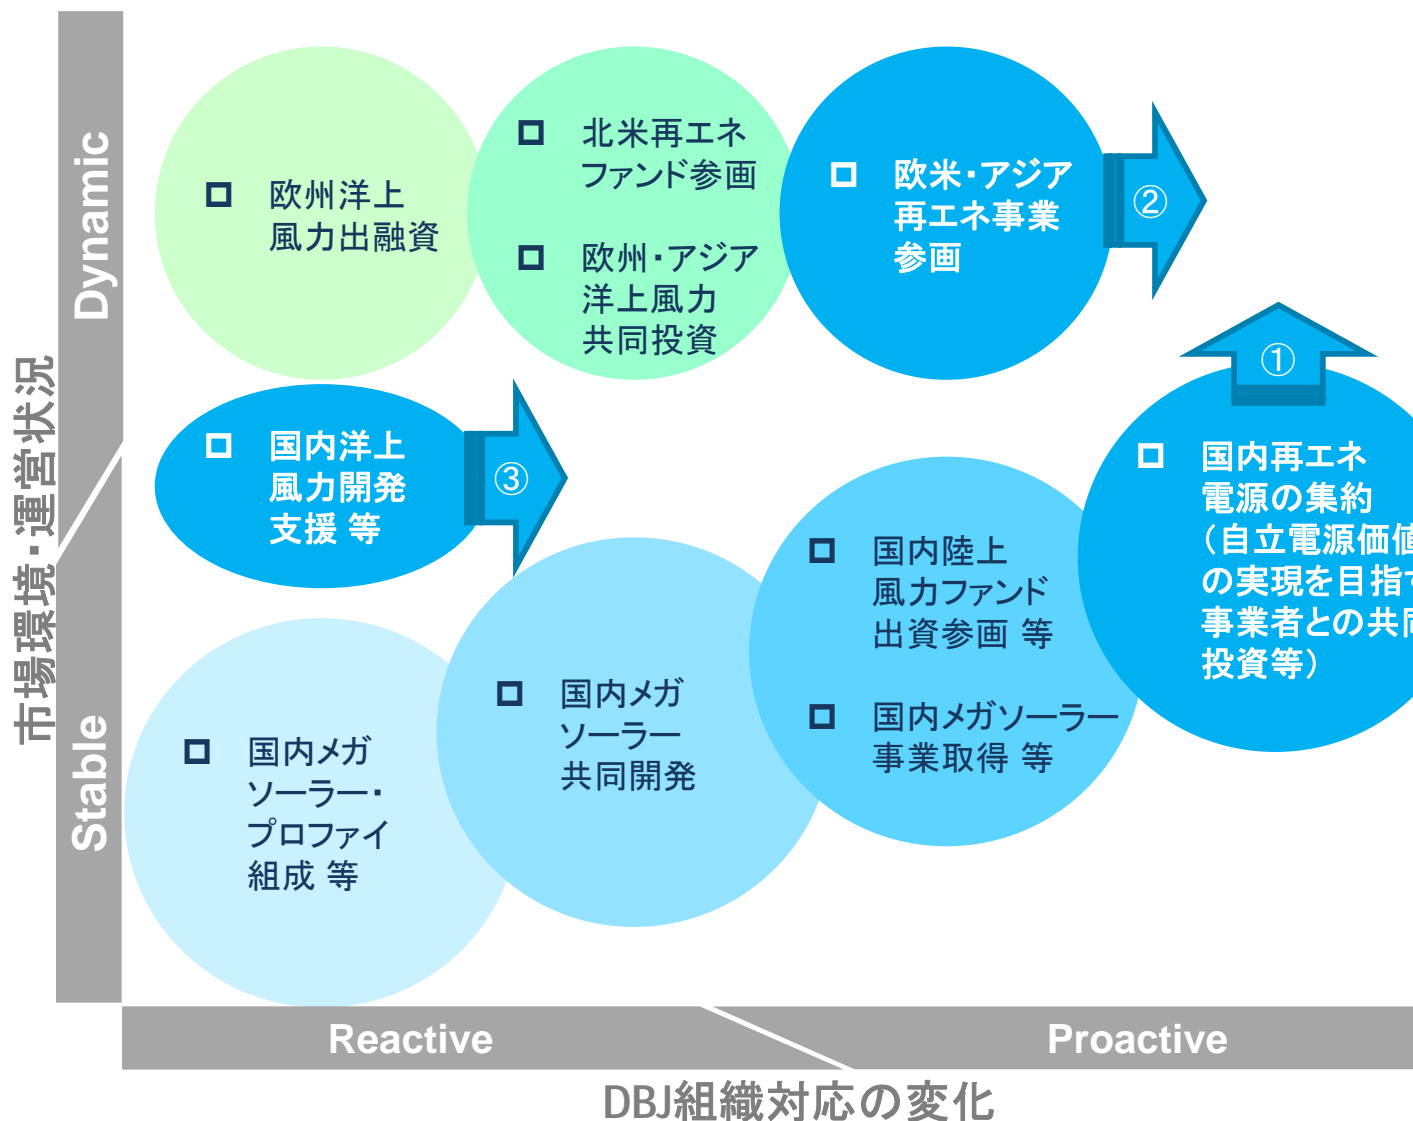 Dynamic
市場環境・運営状況
Stable
欧州洋上
風力出融資
北米再エネ
ファンド参画
欧州・アジア
洋上風力
共同投資
欧米・アジア
再エネ事業
参画
②
①
国内洋上
風力開発
支援 等
③
国内再エネ
電源の集約
（自立電源価値
の実現を目指す
事業者との共同
投資等）
国内陸上
風力ファンド
出資参画 等
国内メガソーラー
事業取得 等
国内メガ
ソーラー
共同開発
国内メガ
ソーラー・
プロファイ
組成 等
Reactive
Proactive
DBJ組織対応の変化